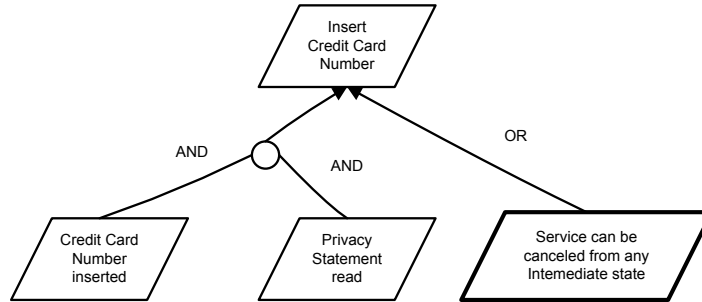 Insert
Credit Card
Number
OR
AND
AND
Credit Card
Number
inserted
Privacy
Statement
read
Service can be
canceled from any
Intemediate state